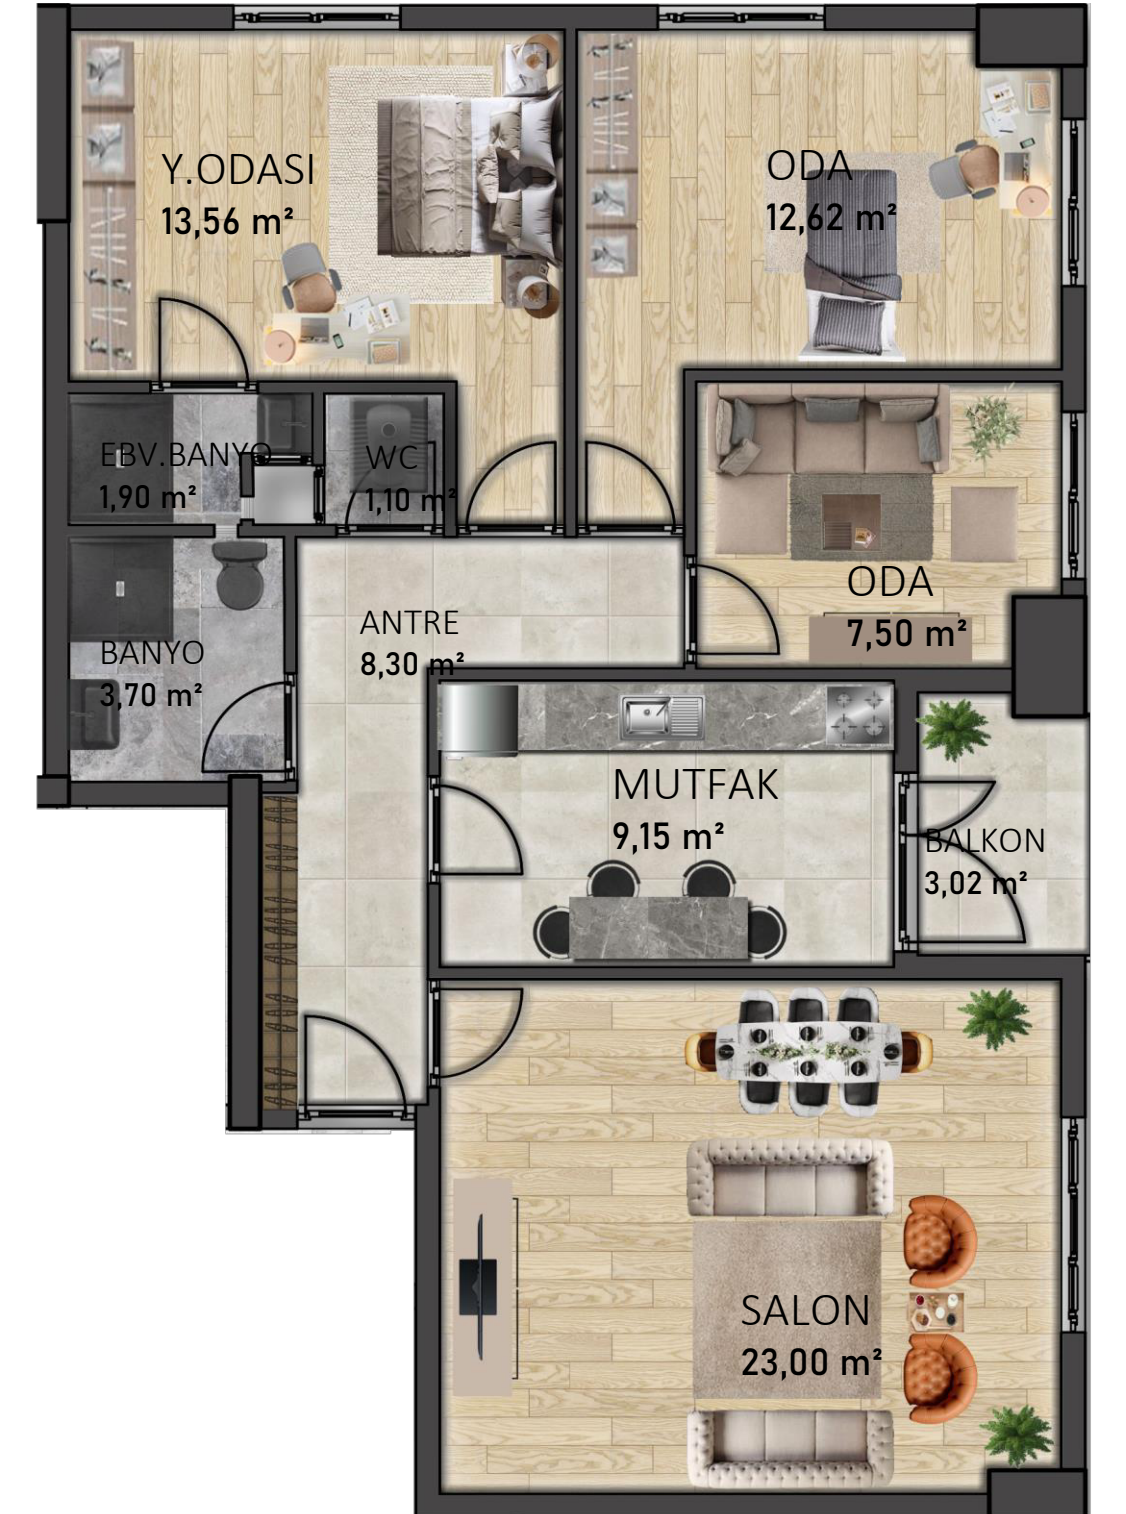 Y.ODASI
13,56 m²
ODA
12,62 m²
EBV.BANYO
1,90 m²
WC
1,10 m²
ODA
7,50 m²
ANTRE
8,30 m²
BANYO
3,70 m²
MUTFAK
9,15 m²
BALKON
3,02 m²
SALON
23,00 m²